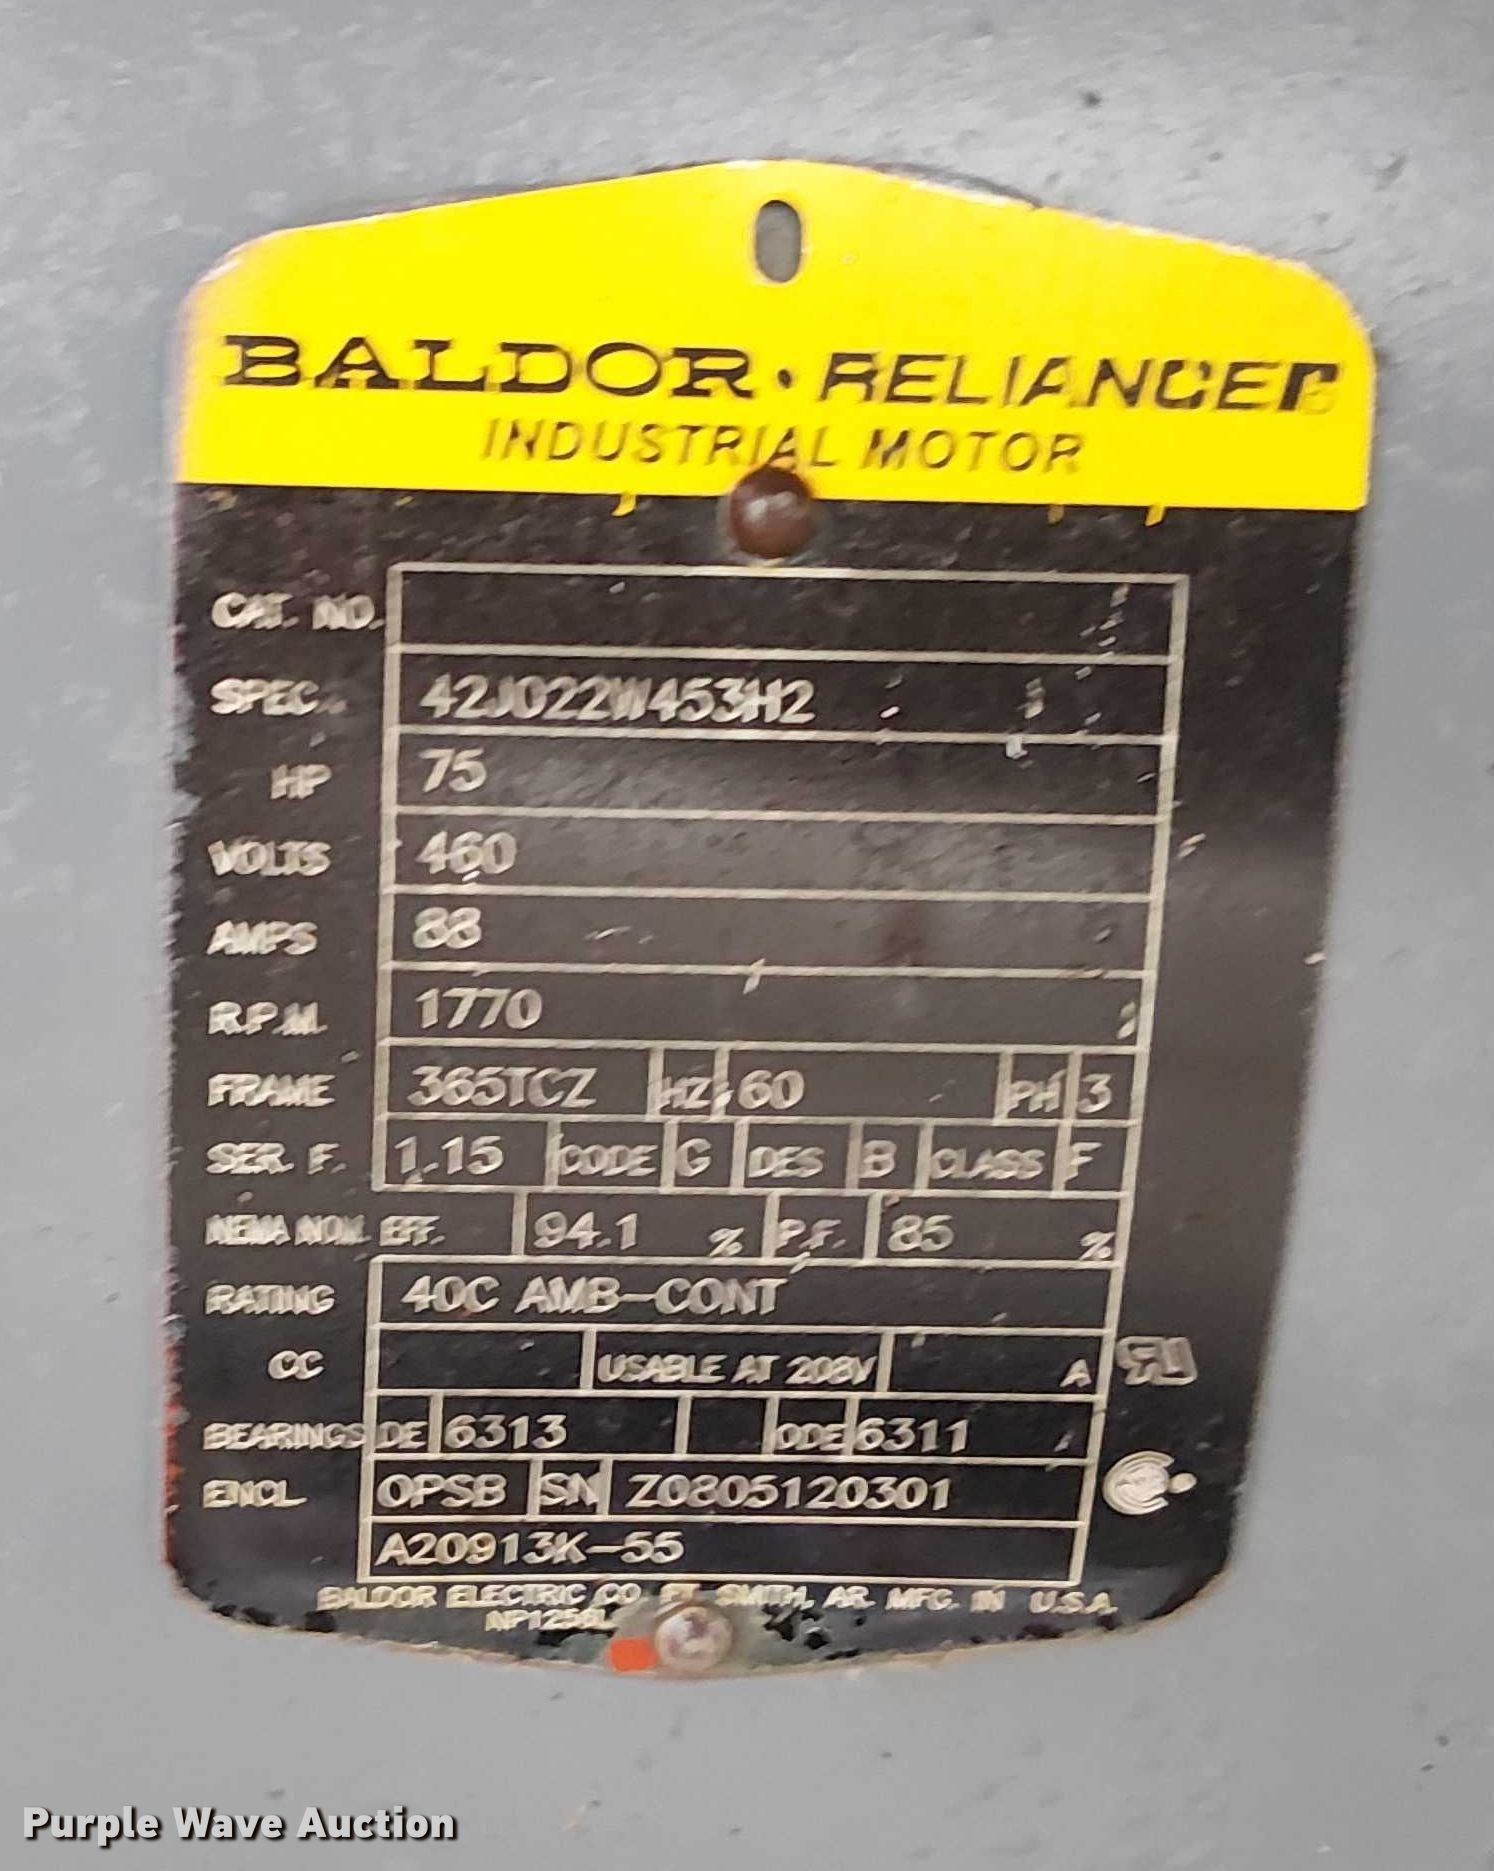 BALDOR · RELIANCER
INDUSTRIAL MOTOR
CAT. NO.
SPEC. 42J022W453H2
HP 75
VOLTS 460
AMPS 88
R.P.M. 1770
FRAME 365TCZ HZ 60 PH 3
SER. F. 1.15 CODE G DES B CLASS F
NEMA NOM. EFF. 94.1 % P.F. 85 %
RATING 40C AMB-CONT
CC USABLE AT 208V A
BEARINGS DE 6313 ODE 6311
ENCL OPSB SN Z0805120301
A20913K-55
BALDOR ELECTRIC CO. FT. SMITH, AR. MFG. IN U.S.A.
NP1256L
Purple Wave Auction